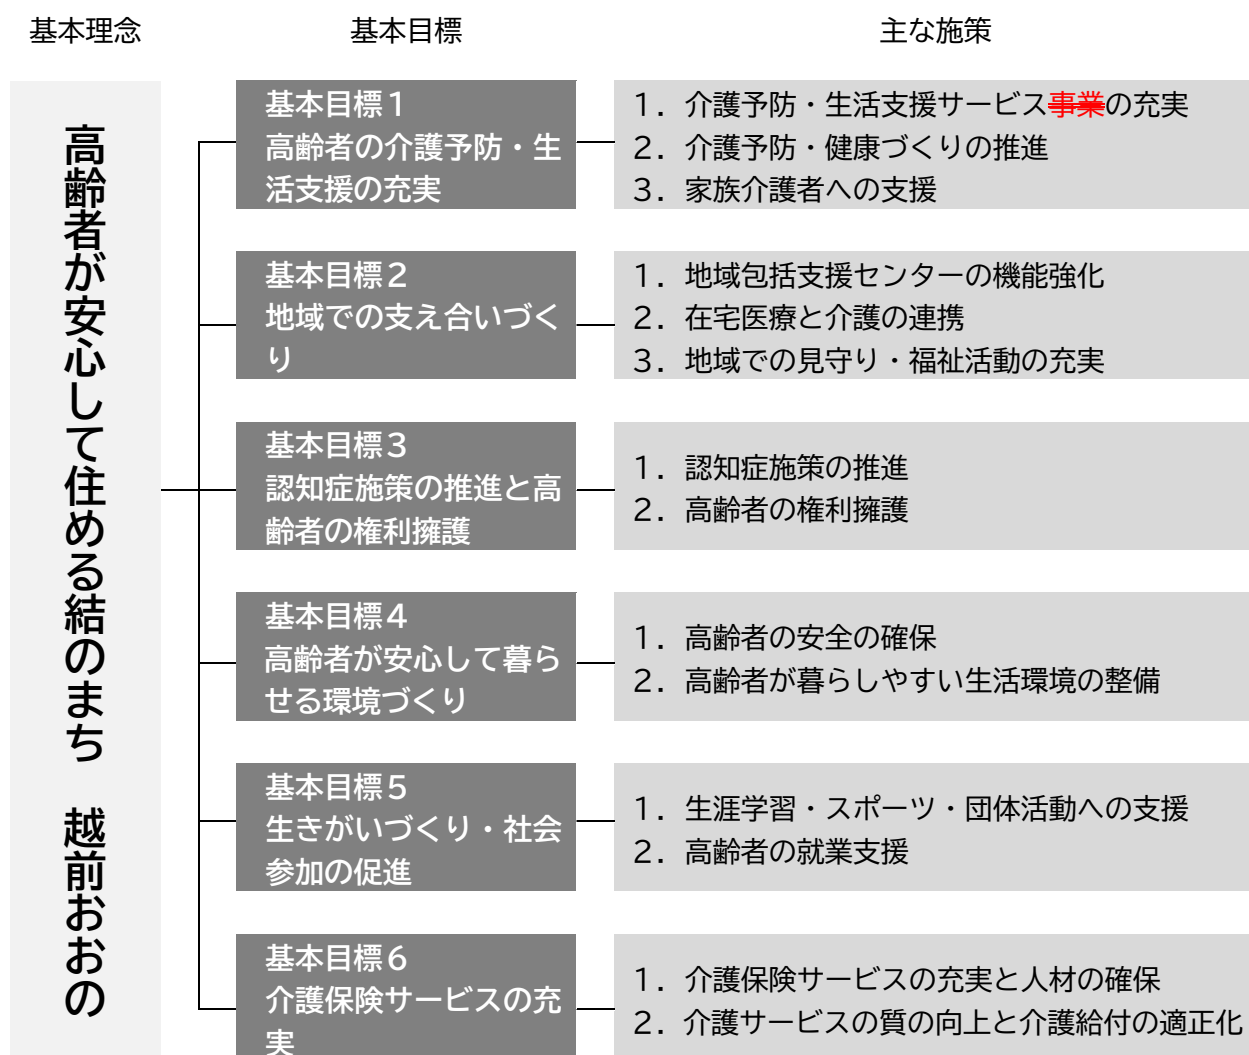 基本理念
基本目標
主な施策
高齢者が安心して住める結のまち　越前おおの
基本目標１
高齢者の介護予防・生
活支援の充実
１．介護予防・生活支援サービス事業の充実
２．介護予防・健康づくりの推進
３．家族介護者への支援
基本目標２
地域での支え合いづく
り
１．地域包括支援センターの機能強化
２．在宅医療と介護の連携
３．地域での見守り・福祉活動の充実
基本目標３
認知症施策の推進と高
齢者の権利擁護
１．認知症施策の推進
２．高齢者の権利擁護
基本目標４
高齢者が安心して暮ら
せる環境づくり
１．高齢者の安全の確保
２．高齢者が暮らしやすい生活環境の整備
基本目標５
生きがいづくり・社会
参加の促進
１．生涯学習・スポーツ・団体活動への支援
２．高齢者の就業支援
基本目標６
介護保険サービスの充
実
１．介護保険サービスの充実と人材の確保
２．介護サービスの質の向上と介護給付の適正化